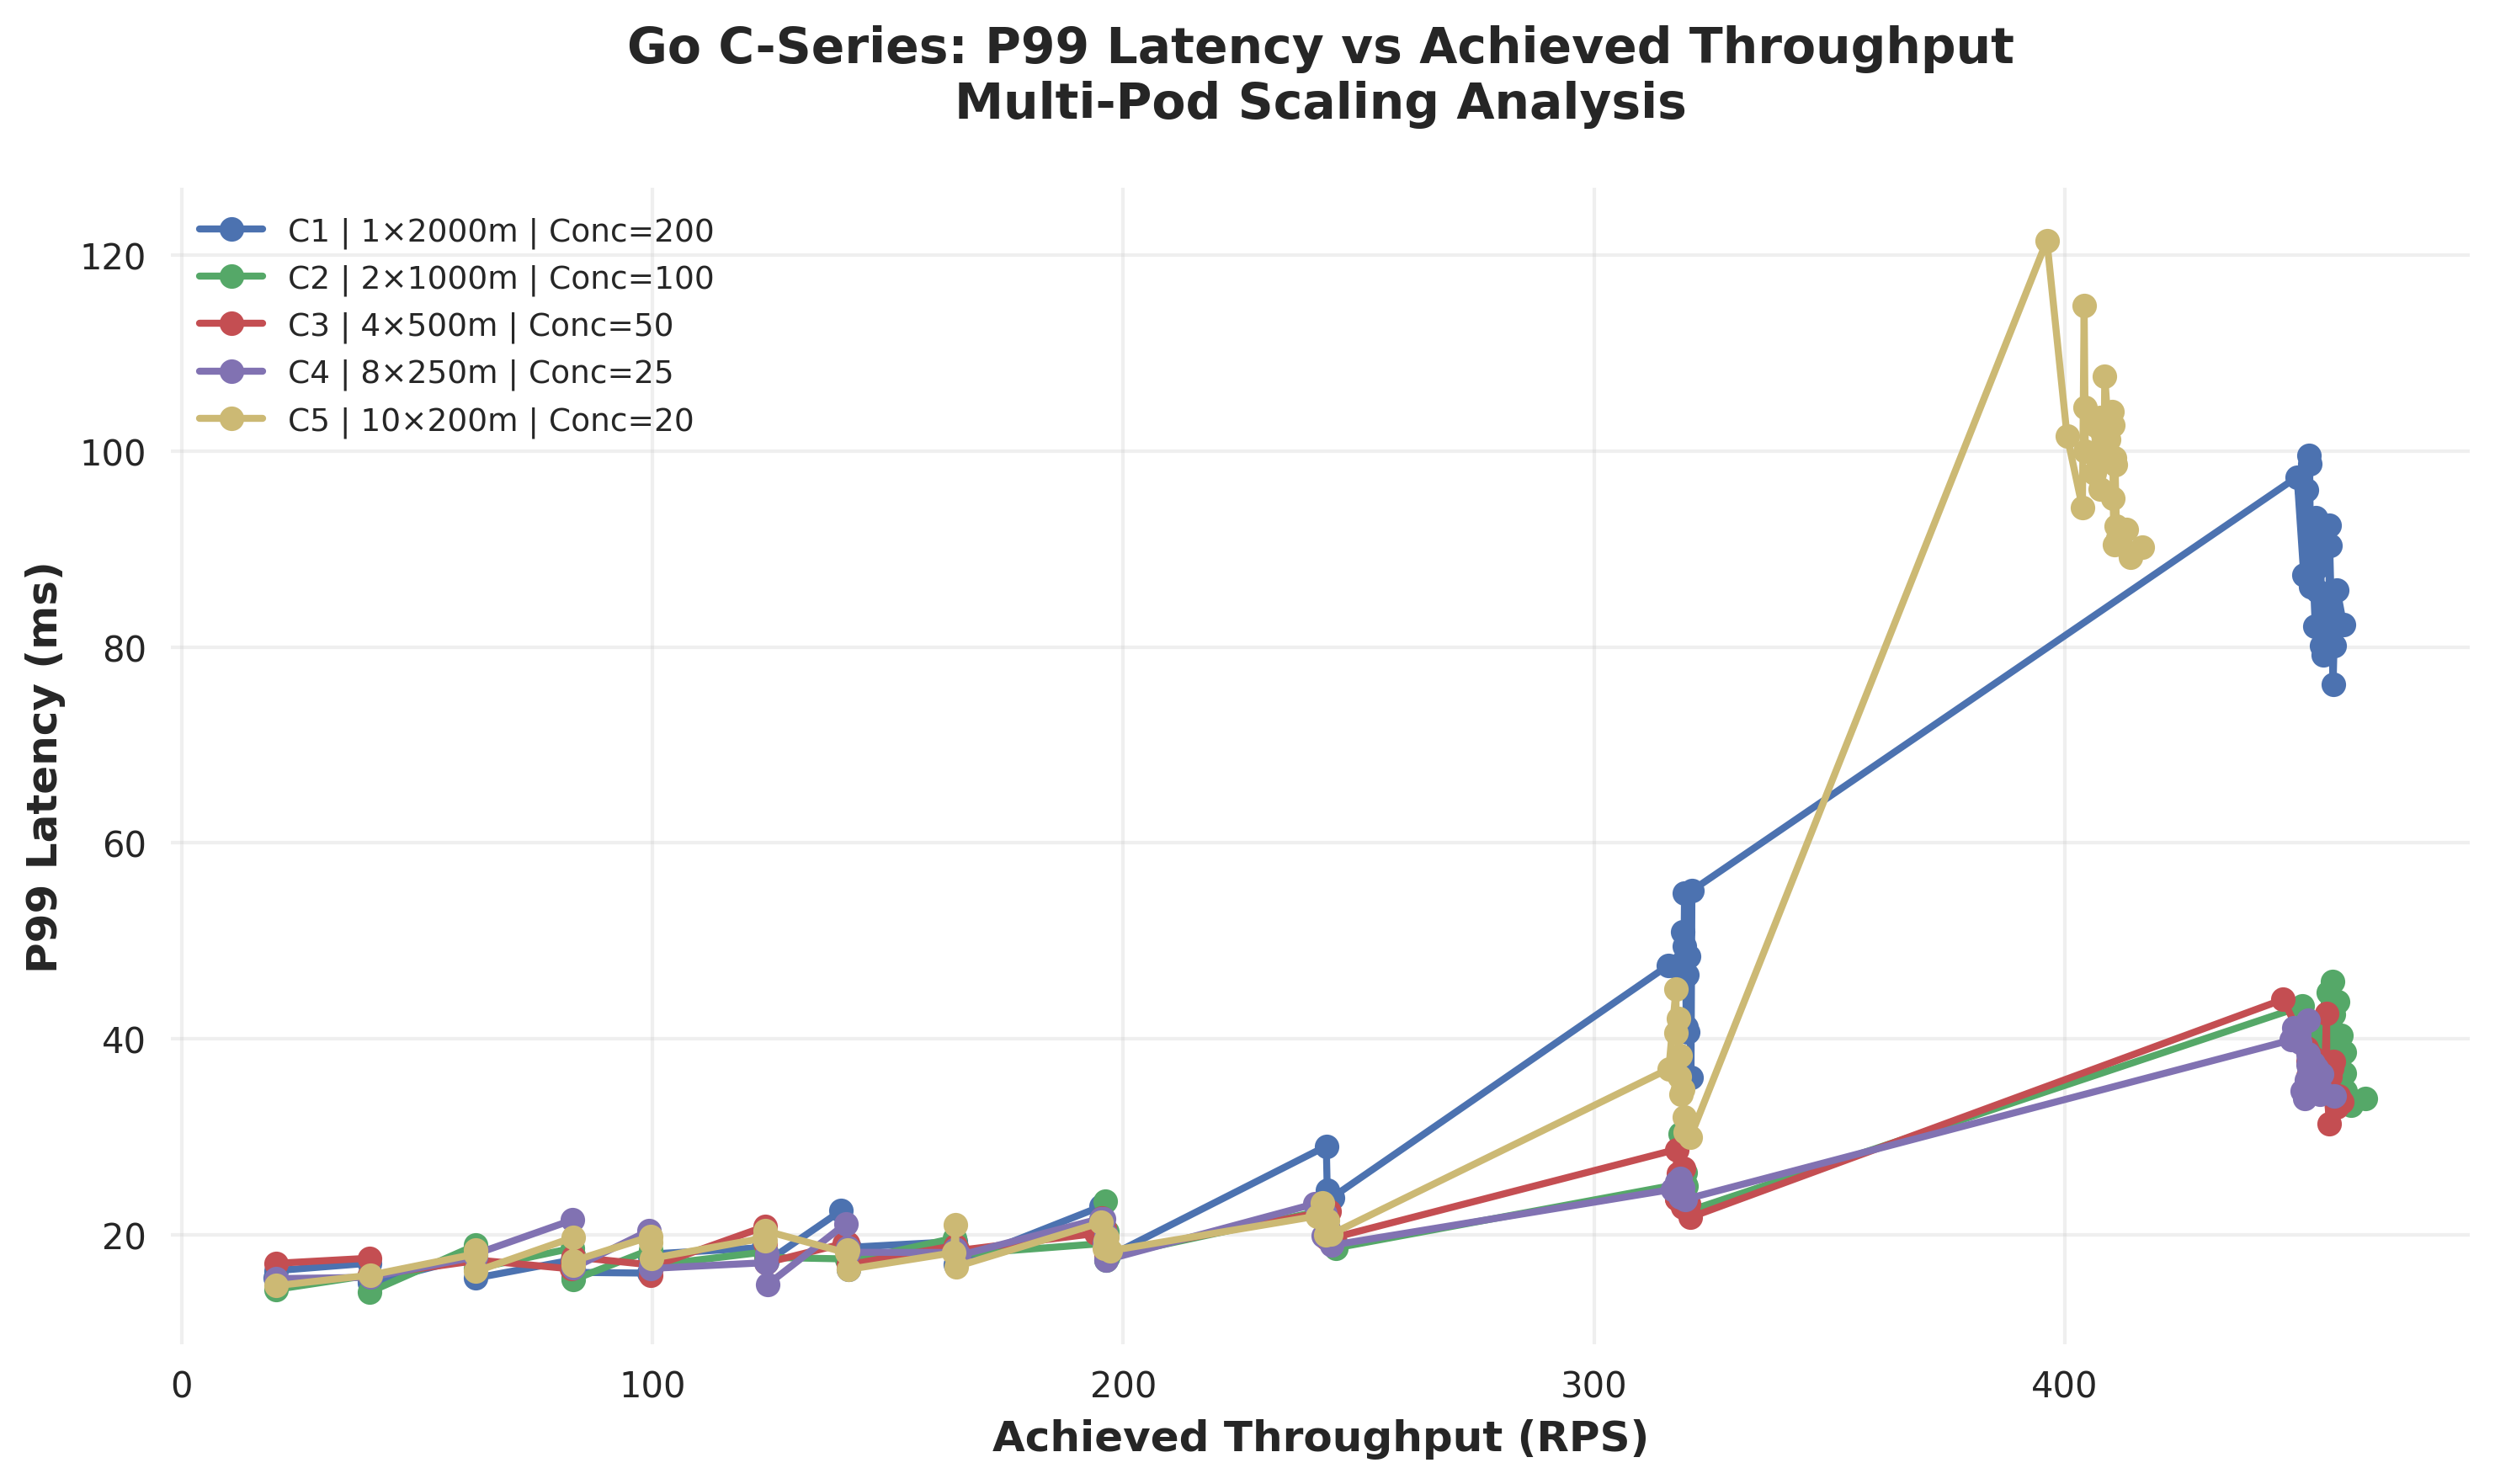 Go C-Series: P99 Latency vs Achieved Throughput
Multi-Pod Scaling Analysis
C1 | 1×2000m | Conc=200
C2 | 2×1000m | Conc=100
C3 | 4×500m | Conc=50
C4 | 8×250m | Conc=25
C5 | 10×200m | Conc=20
P99 Latency (ms)
120
100
80
60
40
20
0 100 200 300 400
Achieved Throughput (RPS)